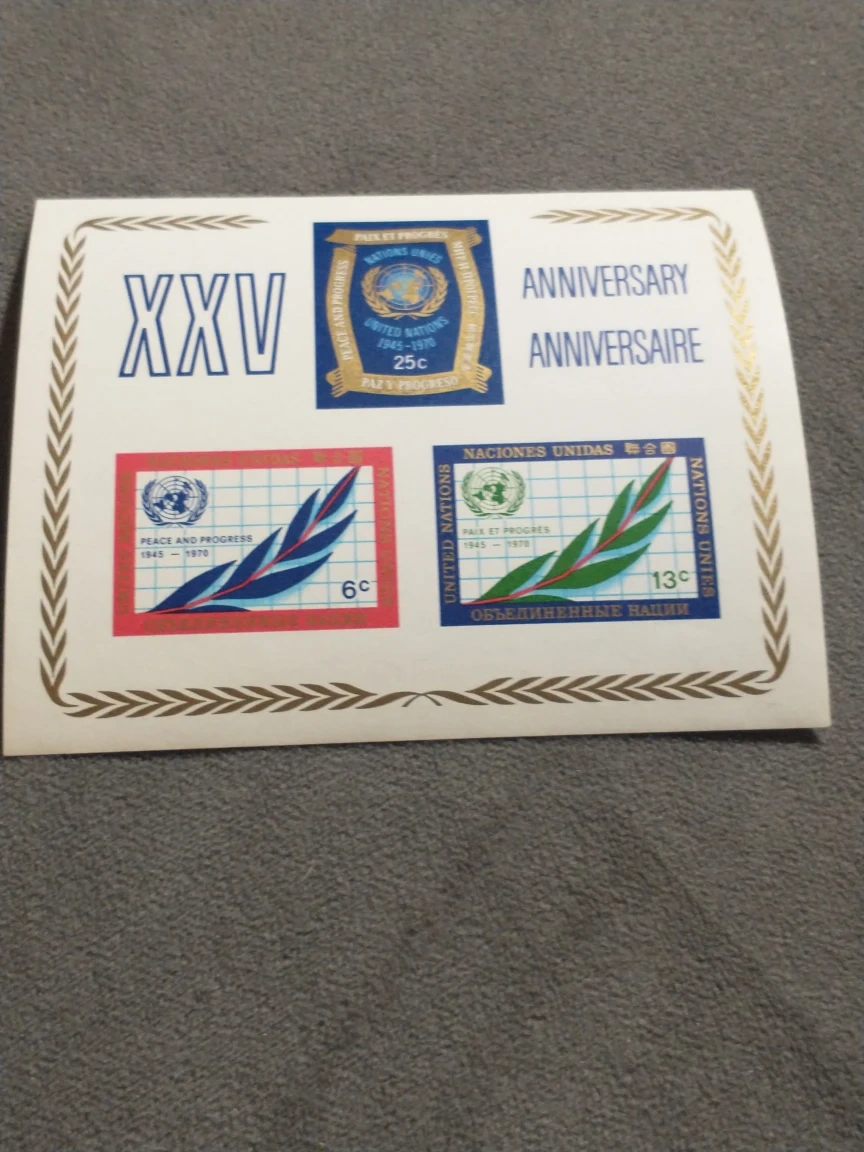 XXV
ANNIVERSARY
ANNIVERSAIRE
PAIX ET PROGRÈS
PEACE AND PROGRESS
PAZ Y PROGRESO
NATIONS UNIES
UNITED NATIONS
1945-1970
25c
NACIONES UNIDAS
PEACE AND PROGRESS
1945 — 1970
6c
NACIONES UNIDAS 聯合國
UNITED NATIONS
NATIONS UNIES
PAIX ET PROGRÈS
1945 — 1970
13c
ОБЪЕДИНЕННЫЕ НАЦИИ